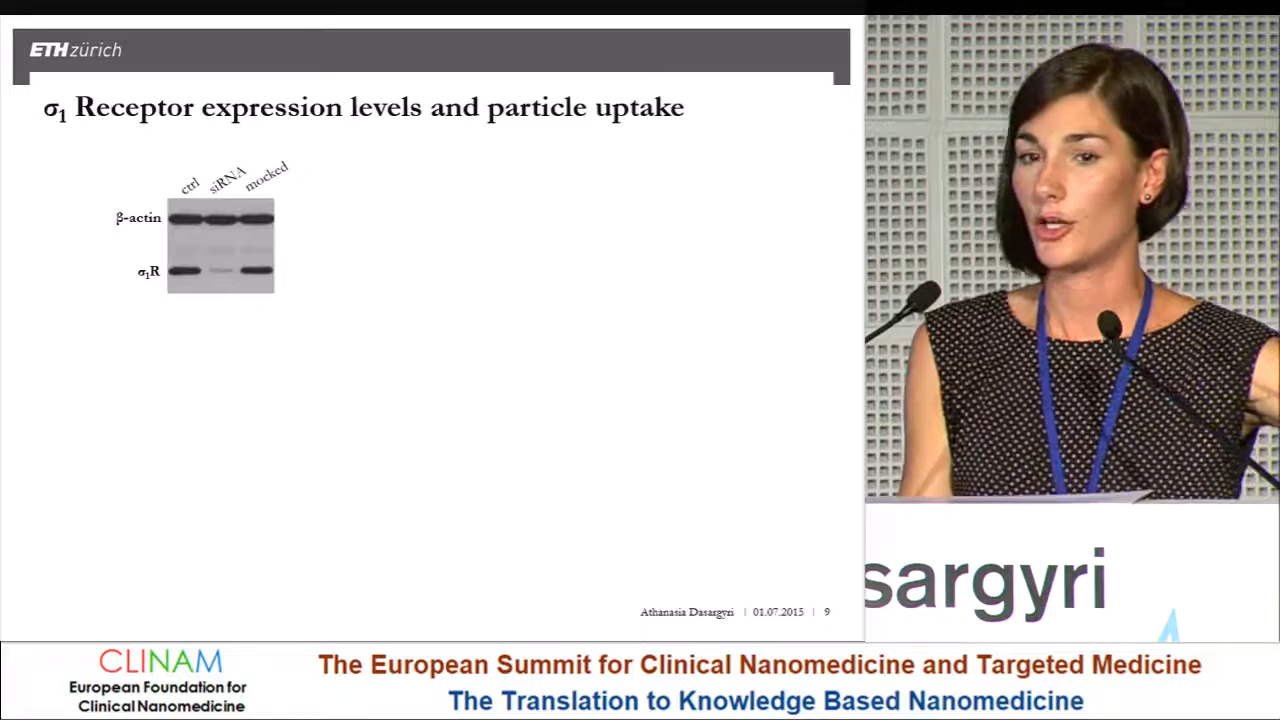 ETH zürich
σ₁ Receptor expression levels and particle uptake
ctrl siRNA mocked
β-actin
σ₁R
Athanasia Dasargyri | 01.07.2015 | 9
sargyri
CLINAM
European Foundation for
Clinical Nanomedicine
The European Summit for Clinical Nanomedicine and Targeted Medicine
The Translation to Knowledge Based Nanomedicine